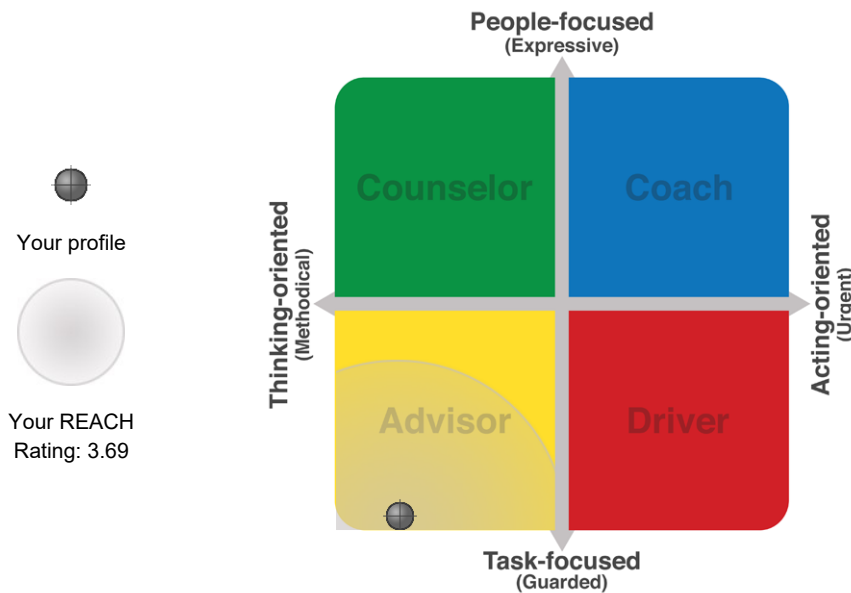 People-focused
(Expressive)
Counselor
Coach
Your profile
Thinking-oriented
(Methodical)
Acting-oriented
(Urgent)
Your REACH
Rating: 3.69
Advisor
Driver
Task-focused
(Guarded)